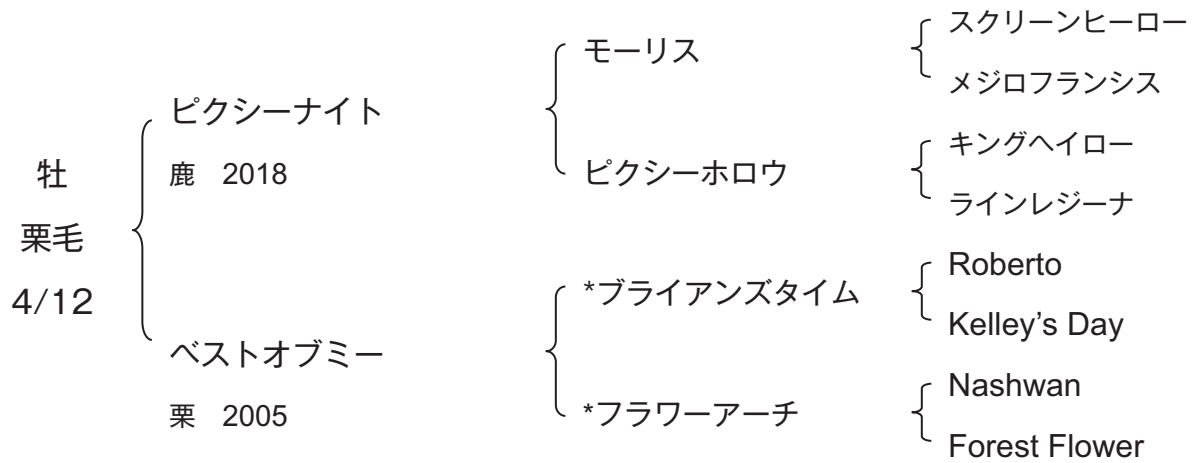 牡
栗毛
4/12
ピクシーナイト
鹿 2018
ベストオブミー
栗 2005
モーリス
ピクシーホロウ
*ブライアンズタイム
*フラワーアーチ
スクリーンヒーロー
メジロフランシス
キングヘイロー
ラインレジーナ
Roberto
Kelley’s Day
Nashwan
Forest Flower